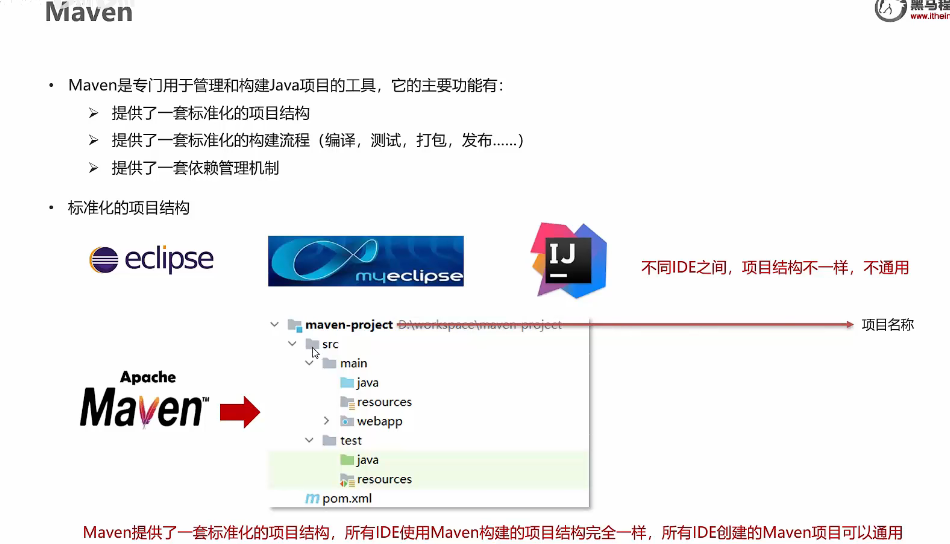 Maven
黑马程
www.ithein
• Maven是专门用于管理和构建Java项目的工具，它的主要功能有：
➢ 提供了一套标准化的项目结构
➢ 提供了一套标准化的构建流程（编译，测试，打包，发布……）
➢ 提供了一套依赖管理机制
• 标准化的项目结构
eclipse
myeclipse
IJ
不同IDE之间，项目结构不一样，不通用
maven-project D:\workspace\maven-project
项目名称
src
main
java
resources
webapp
test
java
resources
pom.xml
Apache
Maven™
Maven提供了一套标准化的项目结构，所有IDE使用Maven构建的项目结构完全一样，所有IDE创建的Maven项目可以通用